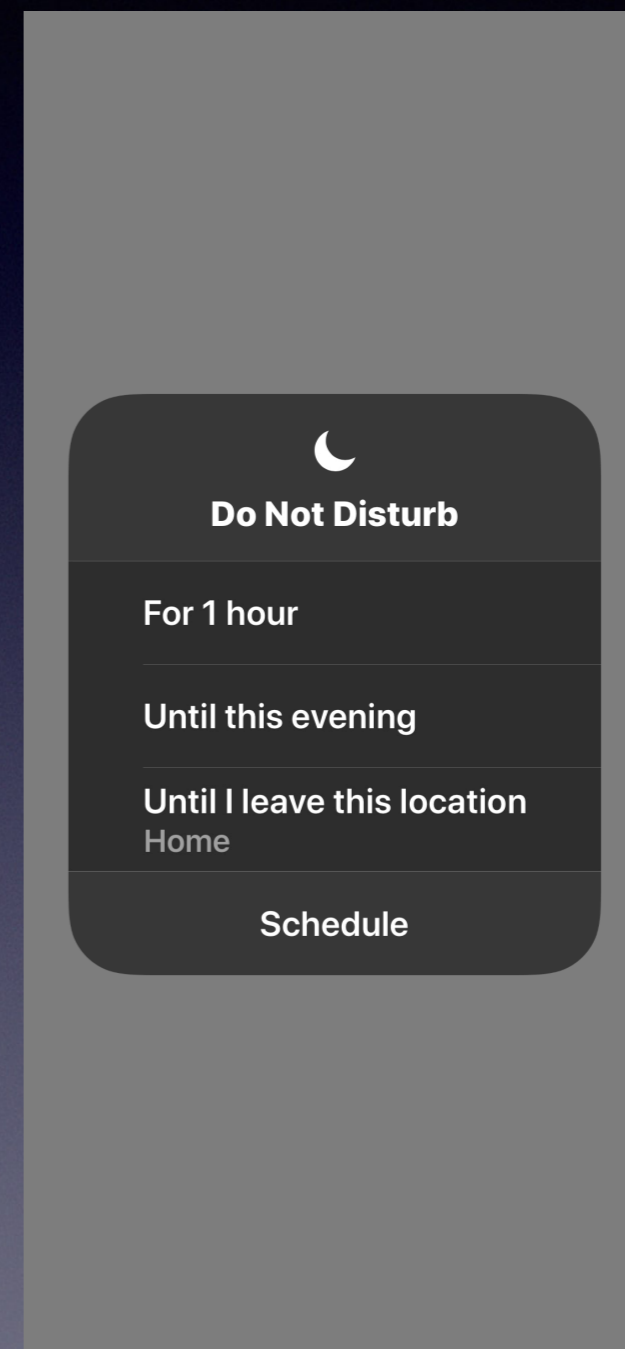 Do Not Disturb
For 1 hour
Until this evening
Until I leave this location
Home
Schedule